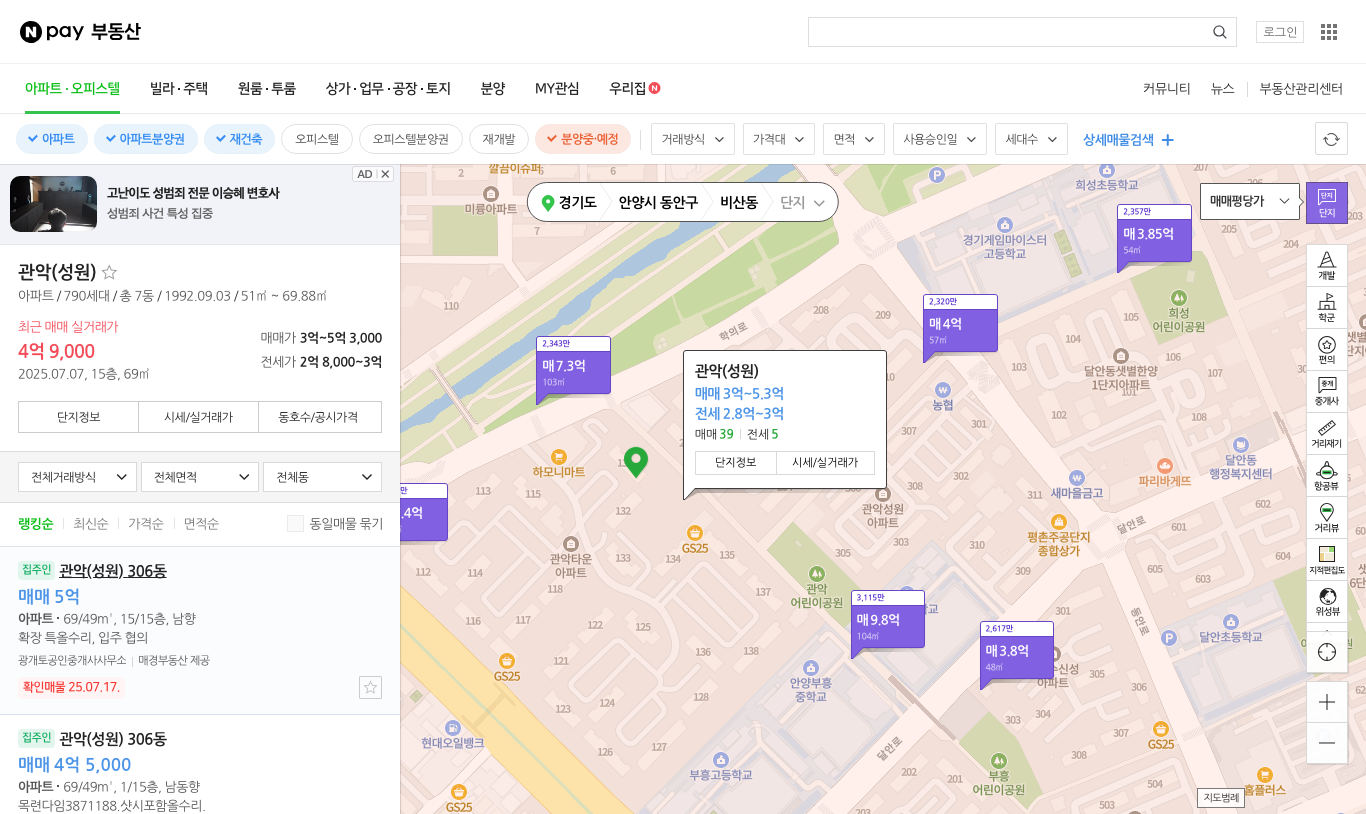 N pay 부동산
로그인
아파트 · 오피스텔 빌라 · 주택 원룸 · 투룸 상가 · 업무 · 공장 · 토지 분양 MY관심 우리집 N
커뮤니티 뉴스 부동산관리센터
아파트 아파트분양권 재건축 오피스텔 오피스텔분양권 재개발 분양중·예정
거래방식 가격대 면적 사용승인일 세대수 상세매물검색
고난이도 성범죄 전문 이승혜 변호사
성범죄 사건 특성 집중
AD
관악(성원)
아파트 / 790세대 / 총 7동 / 1992.09.03 / 51㎡ ~ 69.88㎡
최근 매매 실거래가
4억 9,000
2025.07.07, 15층, 69㎡
매매가 3억~5억 3,000
전세가 2억 8,000~3억
단지정보 시세/실거래가 동호수/공시가격
전체거래방식 전체면적 전체동
랭킹순 최신순 가격순 면적순 동일매물 묶기
집주인 관악(성원) 306동
매매 5억
아파트 · 69/49㎡, 15/15층, 남향
확장 특올수리, 입주 협의
광개토공인중개사사무소 매경부동산 제공
확인매물 25.07.17.
집주인 관악(성원) 306동
매매 4억 5,000
아파트 · 69/49㎡, 1/15층, 남동향
목련다임3871188.샷시포함올수리.
경기도 안양시 동안구 비산동 단지
매매평당가
단지
단지
개발
학군
편의
중개
중개사
거리재기
항공뷰
거리뷰
지적편집도
위성뷰
지도범례
깔끔이슈퍼
미륭아파트
희성초등학교
경기게임마이스터
고등학교
희성
어린이공원
달안동샛별한양
1단지아파트
학의로
농협
하모니마트
관악타운
아파트
GS25
관악성원
아파트
새마을금고
파리바게뜨
달안동
행정복지센터
평촌주공단지
종합상가
달안로
관악
어린이공원
동안로
달안초등학교
안양부흥
중학교
부흥고등학교
현대오일뱅크
GS25
GS25
달안로
부흥
어린이공원
GS25
홈플러스
2,357만
매3.85억
54㎡
2,320만
매4억
57㎡
2,343만
매7.3억
103㎡
3,115만
매9.8억
104㎡
2,617만
매3.8억
48㎡
관악(성원)
매매 3억~5.3억
전세 2.8억~3억
매매 39 전세 5
단지정보 시세/실거래가